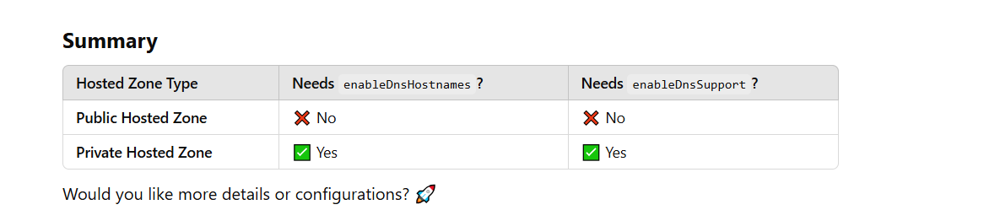 Summary
Hosted Zone Type Needs enableDnsHostnames? Needs enableDnsSupport?
Public Hosted Zone ❌ No ❌ No
Private Hosted Zone ✅ Yes ✅ Yes
Would you like more details or configurations? 🚀